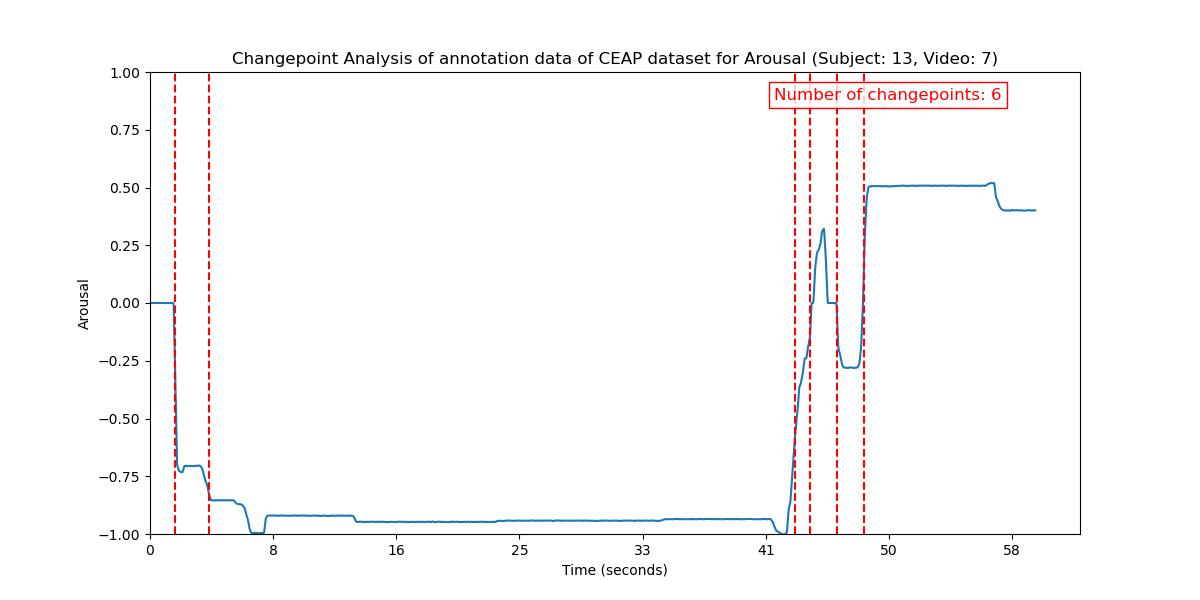 Changepoint Analysis of annotation data of CEAP dataset for Arousal (Subject: 13, Video: 7)
Number of changepoints: 6
1.00
0.75
0.50
0.25
0.00
−0.25
−0.50
−0.75
−1.00
Arousal
0 8 16 25 33 41 50 58
Time (seconds)